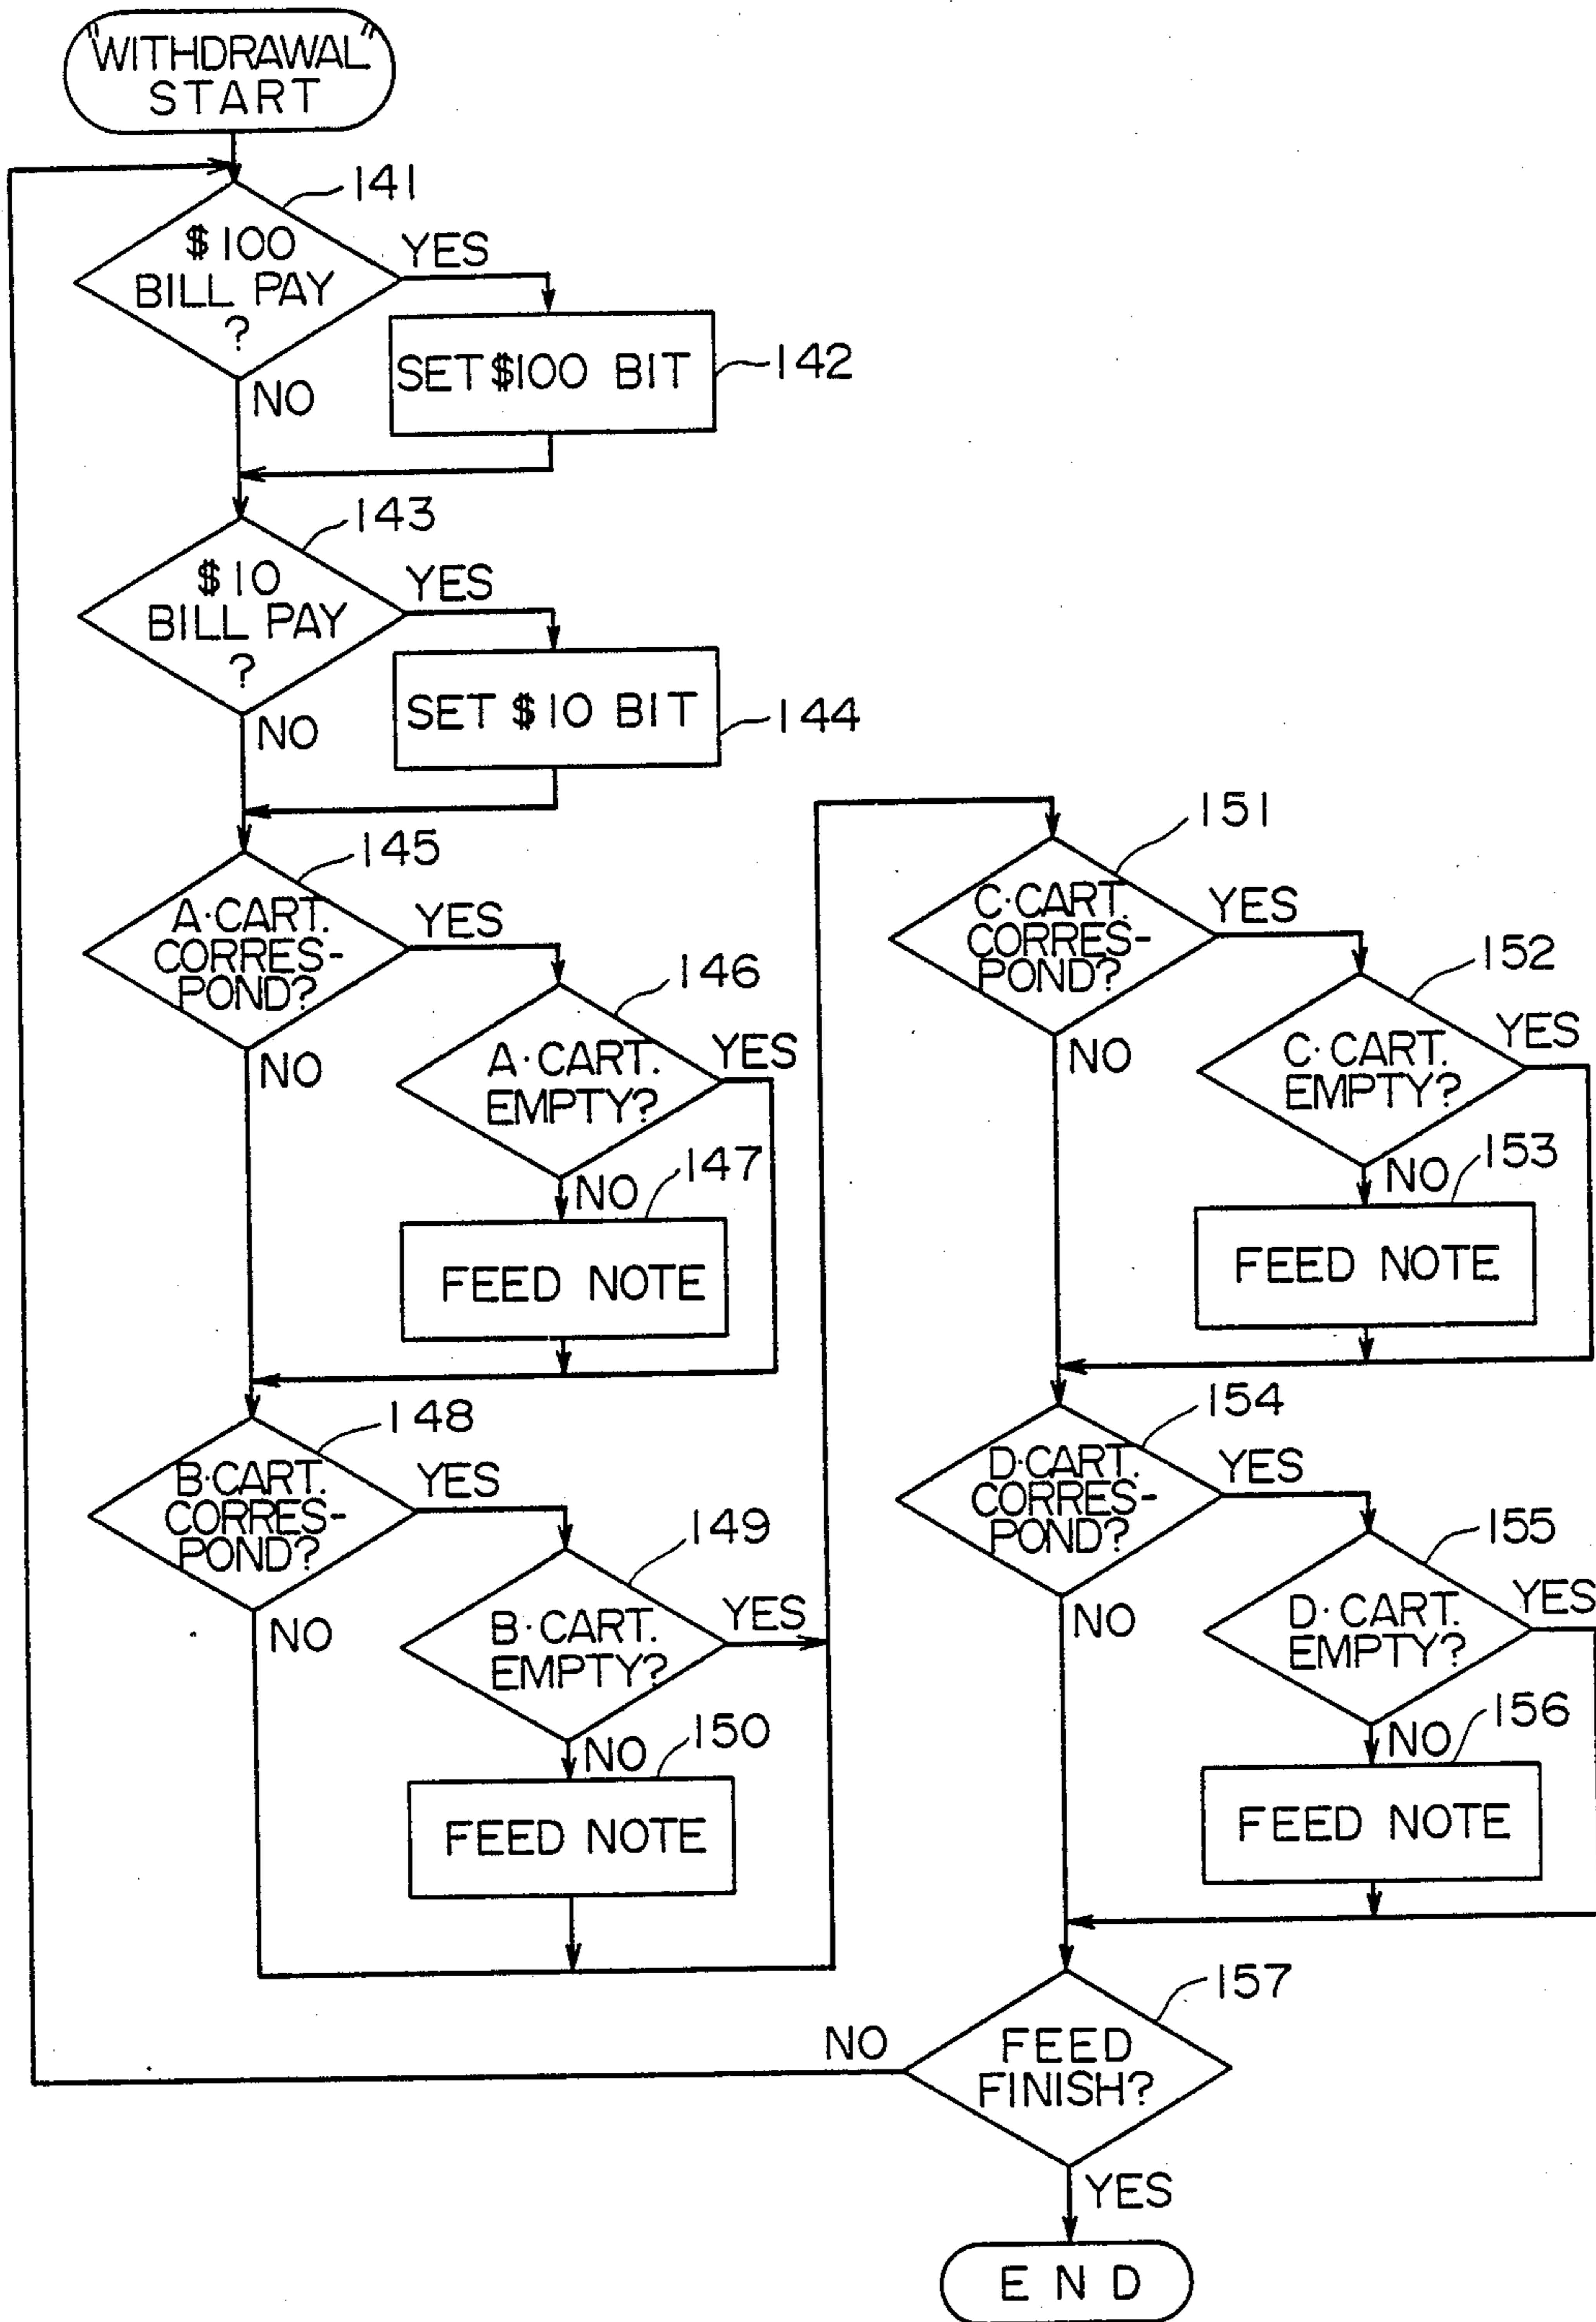 "WITHDRAWAL"
START
141
$100
BILL PAY
?
YES
NO
SET $100 BIT
142
143
$10
BILL PAY
?
YES
NO
SET $10 BIT
144
145
A·CART.
CORRES-
POND?
YES
NO
146
A·CART.
EMPTY?
YES
NO
147
FEED NOTE
148
B·CART.
CORRES-
POND?
YES
NO
149
B·CART.
EMPTY?
YES
NO
150
FEED NOTE
151
C·CART.
CORRES-
POND?
YES
NO
152
C·CART.
EMPTY?
YES
NO
153
FEED NOTE
154
D·CART.
CORRES-
POND?
YES
NO
155
D·CART.
EMPTY?
YES
NO
156
FEED NOTE
157
FEED
FINISH?
NO
YES
END